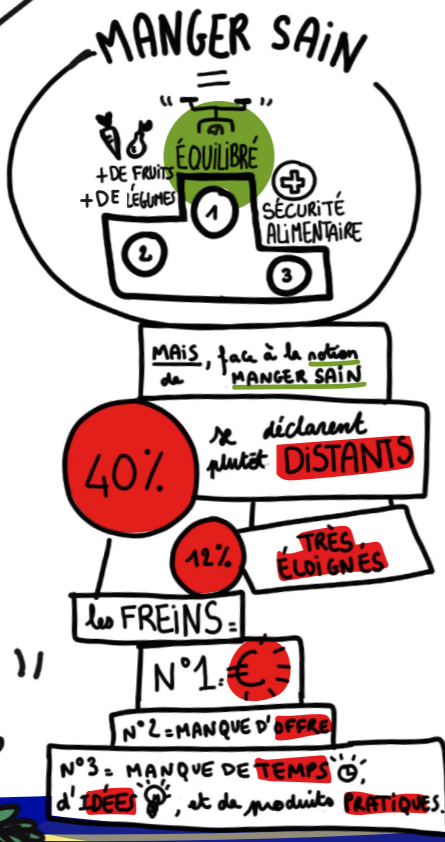 MANGER SAIN
=
ÉQUILIBRÉ
1
+ DE FRUITS
+ DE LÉGUMES
2
SÉCURITÉ
ALIMENTAIRE
3
MAIS, face à la notion
de MANGER SAIN
40%
se déclarent
plutôt DISTANTS
12%
TRÈS
ÉLOIGNÉS
les FREINS =
N°1 = €
N°2 = MANQUE D'OFFRE
N°3 = MANQUE DE TEMPS,
d'IDÉES, et de produits PRATIQUES.